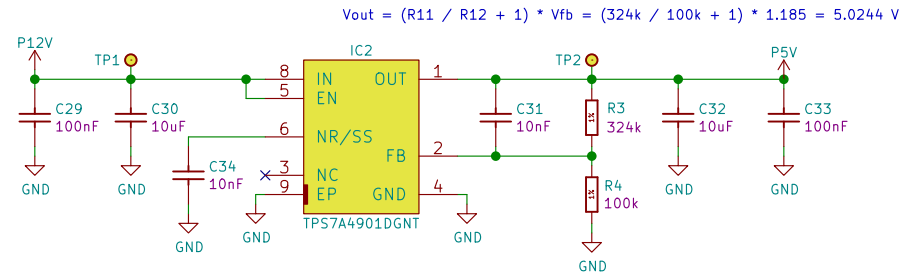 Vout = (R11 / R12 + 1) * Vfb = (324k / 100k + 1) * 1.185 = 5.0244 V
P12V
TP1
IC2
TP2
P5V
8 IN OUT 1
5 EN
C29
100nF
C30
10uF
C31
10nF
R3
324k
1%
C32
10uF
C33
100nF
6 NR/SS
FB 2
C34
10nF
3 NC
9 EP GND 4
R4
100k
1%
GND
GND
GND
GND
TPS7A4901DGNT
GND
GND
GND
GND
GND